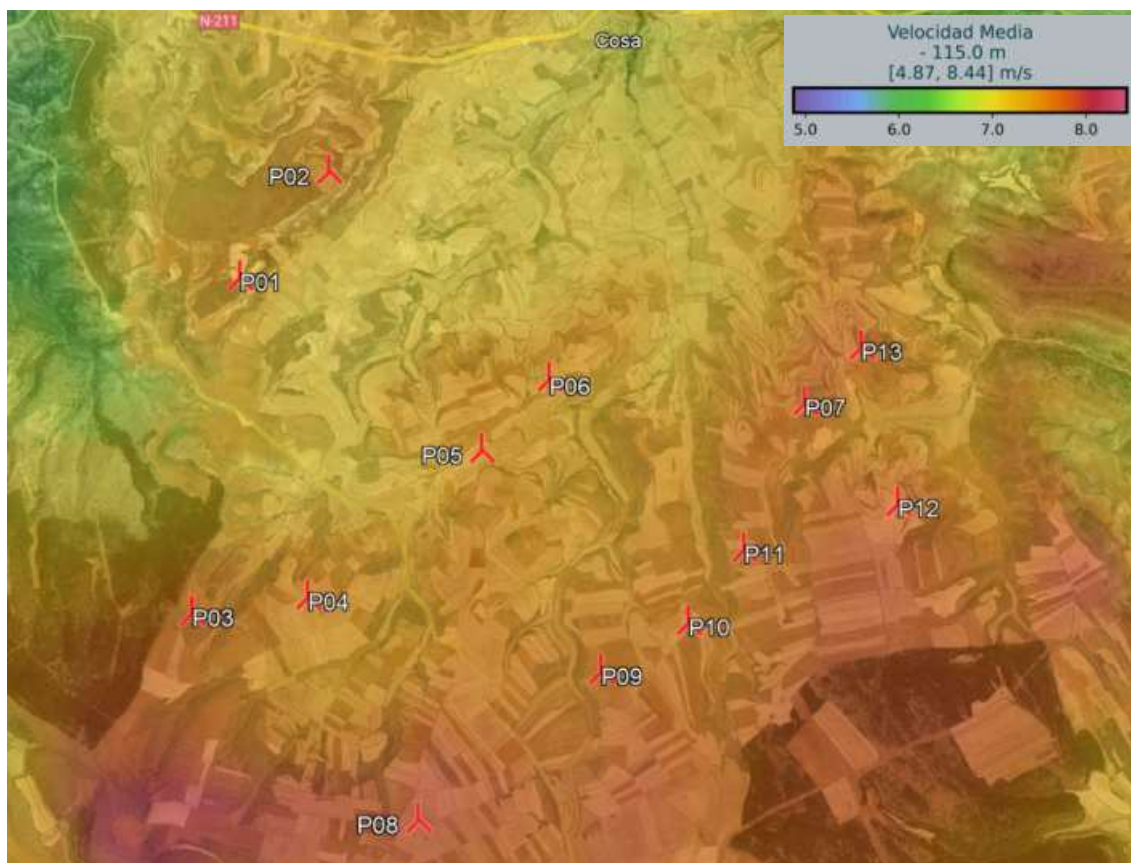 N-211
Cosa
Velocidad Media
- 115.0 m
[4.87, 8.44] m/s
5.0 6.0 7.0 8.0
P02
P01
P13
P06
P07
P05
P12
P11
P04
P03
P10
P09
P08